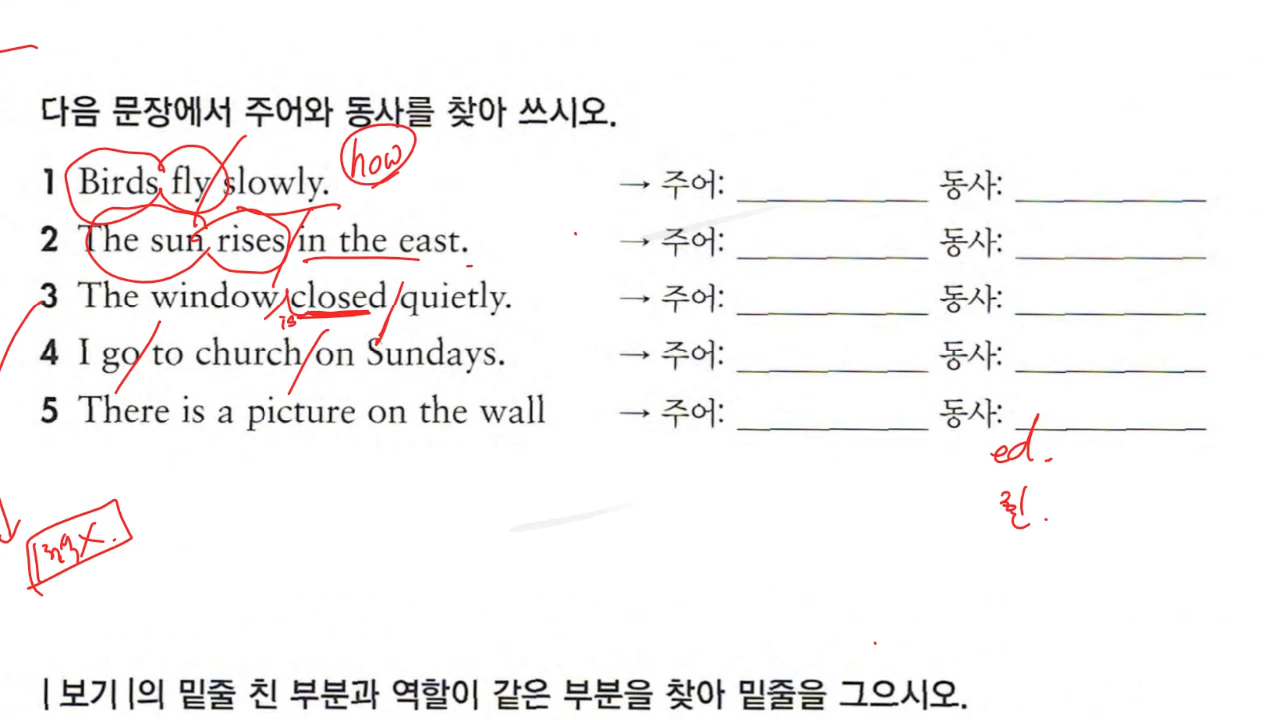 다음 문장에서 주어와 동사를 찾아 쓰시오.
how
1 Birds fly slowly. → 주어: 동사:
2 The sun rises in the east. → 주어: 동사:
3 The window closed quietly. → 주어: 동사:
is
4 I go to church on Sundays. → 주어: 동사:
5 There is a picture on the wall → 주어: 동사:
ed.
|보기|의 밑줄 친 부분과 역할이 같은 부분을 찾아 밑줄을 그으시오.